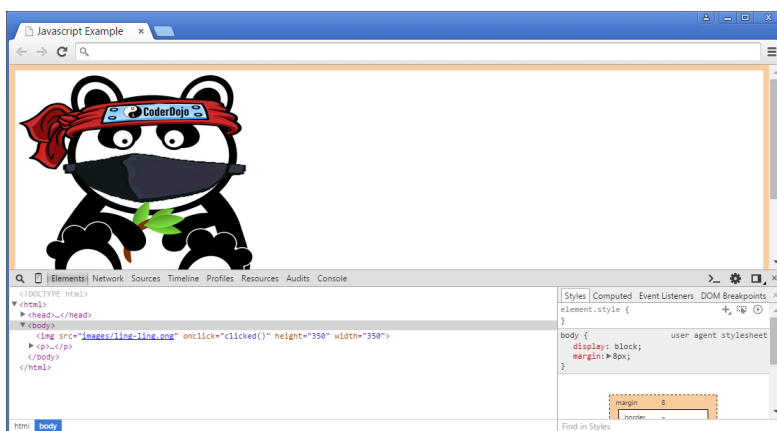 Javascript Example
CoderDojo
Elements Network Sources Timeline Profiles Resources Audits Console
<!DOCTYPE html>
▼<html>
▶<head>…</head>
▼<body>
<img src="images/ling-ling.png" onclick="clicked()" height="350" width="350">
▶<p>…</p>
</body>
</html>
html body
Styles Computed Event Listeners DOM Breakpoints
element.style {
}
body { user agent stylesheet
display: block;
margin:▶8px;
}
margin 8
border –
Find in Styles